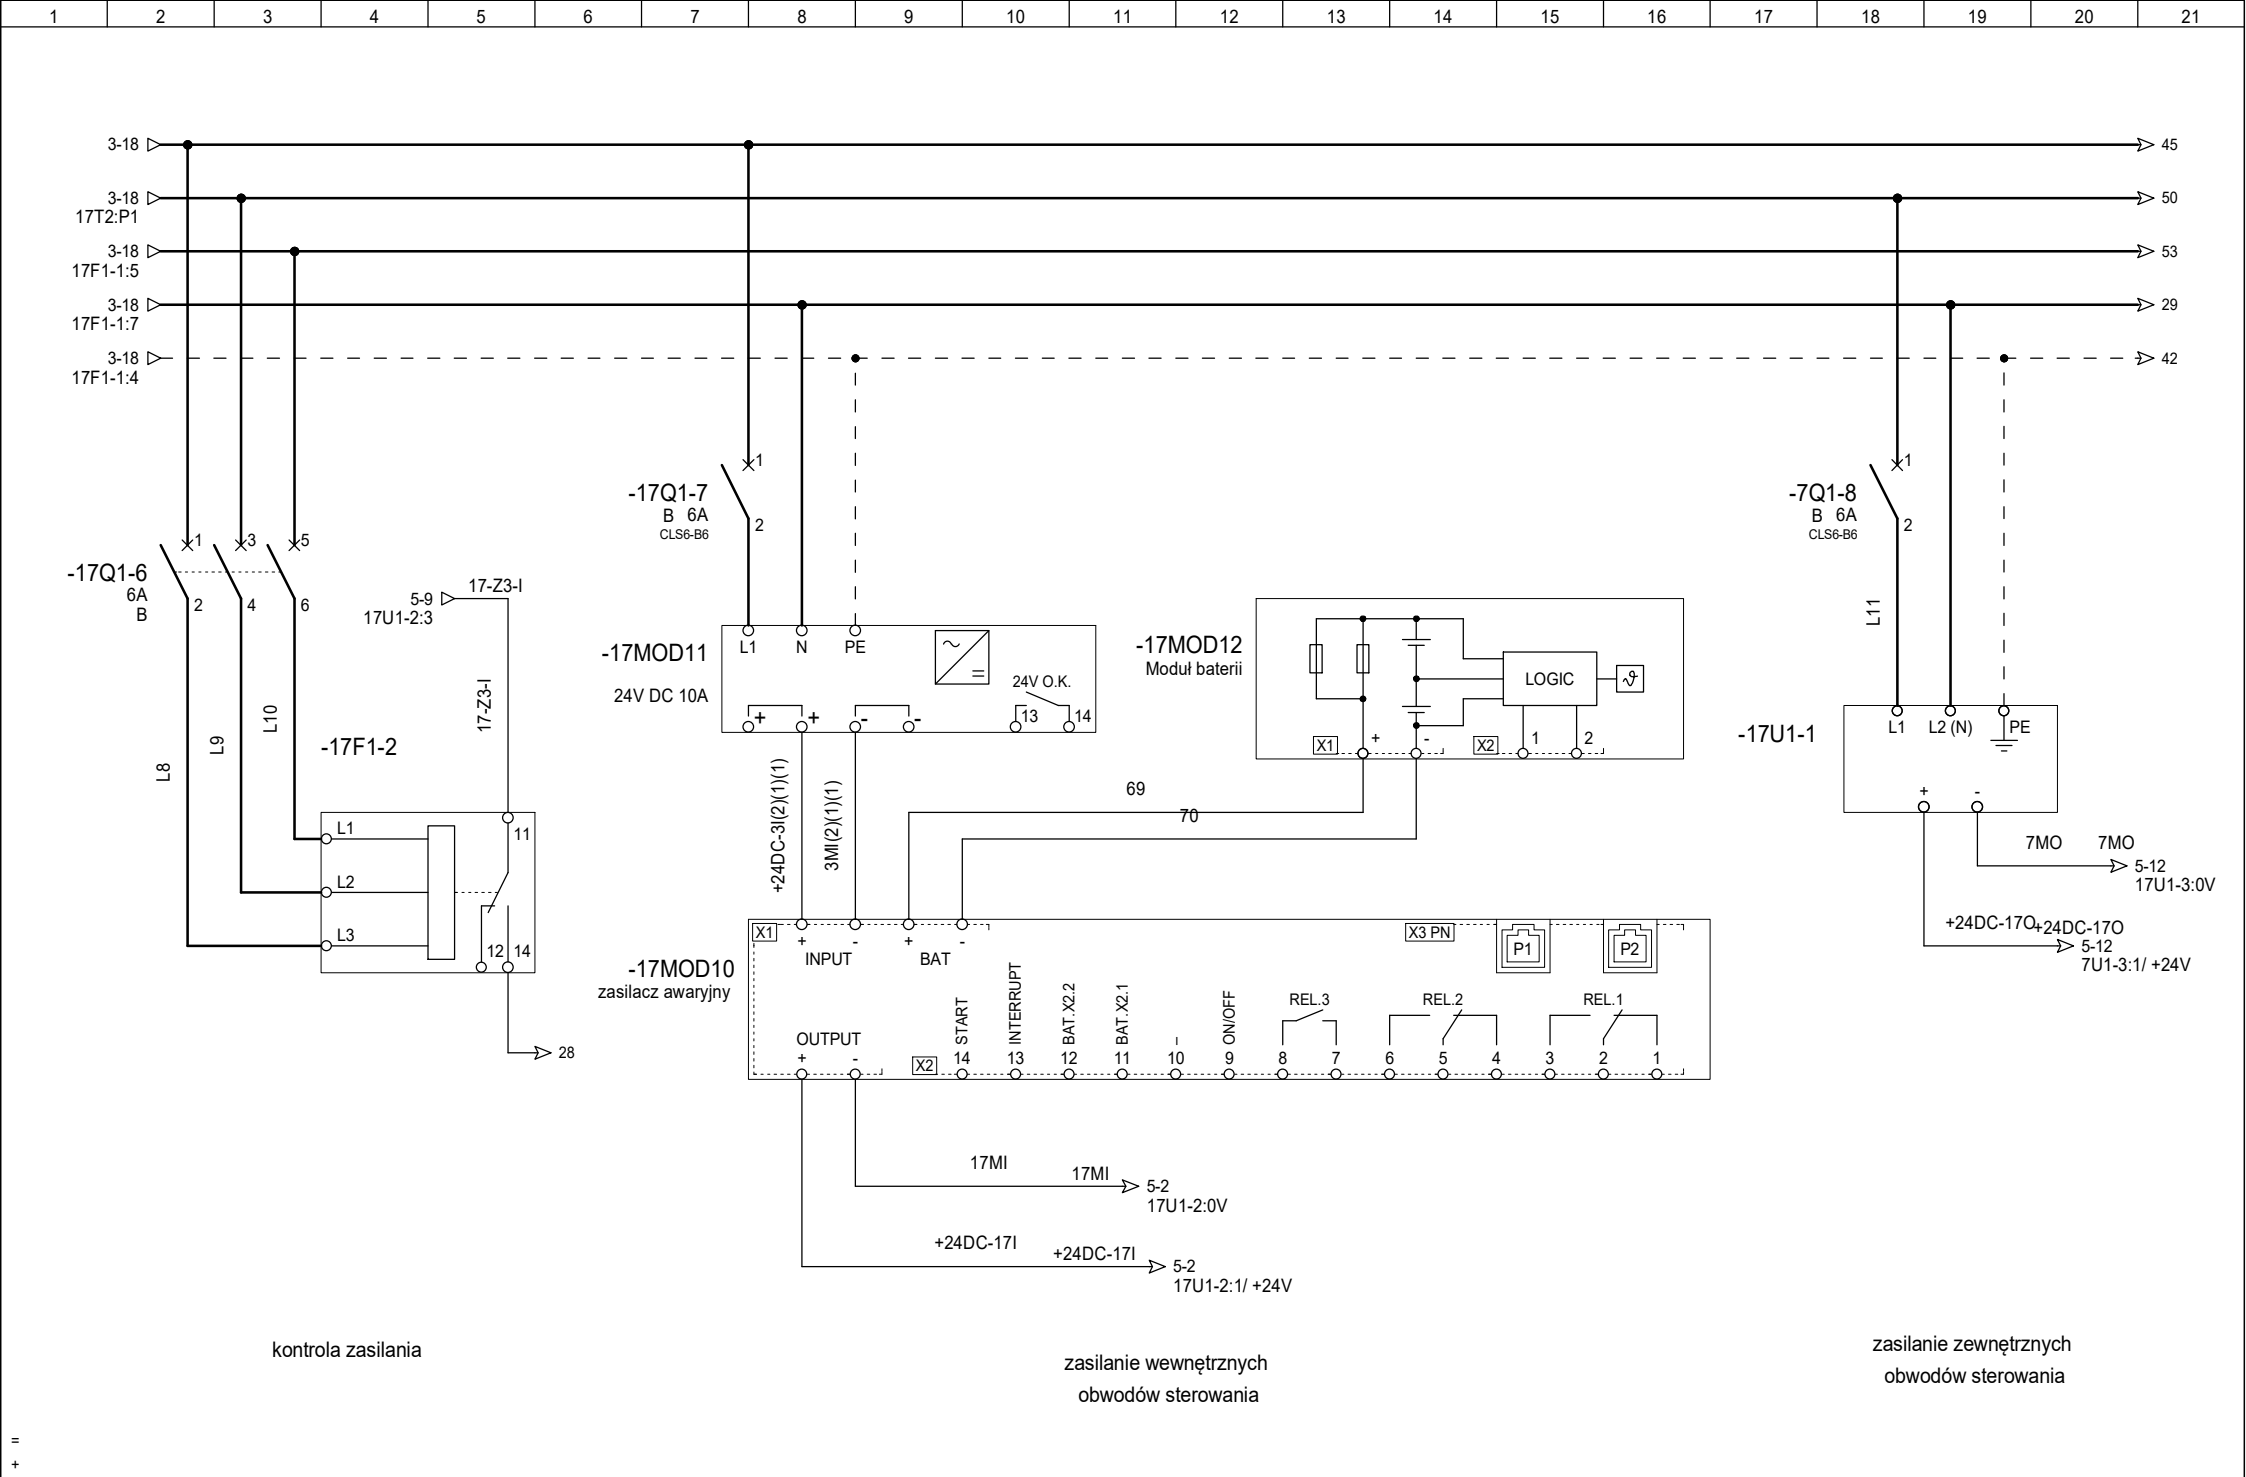 1 2 3 4 5 6 7 8 9 10 11 12 13 14 15 16 17 18 19 20 21
3-18 45
3-18 50
17T2:P1
3-18 53
17F1-1:5
3-18 29
17F1-1:7
3-18 42
17F1-1:4
-17Q1-6
6A
B
1 3 5
2 4 6
L8
L9
L10
5-9 17-Z3-I
17U1-2:3
17-Z3-I
-17F1-2
L1
L2
L3
11
12 14
28
-17Q1-7
B 6A
CLS6-B6
1
2
-17MOD11
24V DC 10A
L1 N PE
~
=
24V O.K.
+ + - - 13 14
+24DC-3I(2)(1)(1)
3MI(2)(1)(1)
-17MOD12
Moduł baterii
LOGIC
ϑ
X1 + - X2 1 2
69
70
-17MOD10
zasilacz awaryjny
X1 + - + - X3 PN P1 P2
INPUT BAT
START
INTERRUPT
BAT.X2.2
BAT.X2.1
–
ON/OFF
REL.3 REL.2 REL.1
OUTPUT
+ - X2 14 13 12 11 10 9 8 7 6 5 4 3 2 1
17MI 17MI
5-2
17U1-2:0V
+24DC-17I +24DC-17I
5-2
17U1-2:1/ +24V
-7Q1-8
B 6A
CLS6-B6
1
2
L11
-17U1-1
L1 L2 (N) PE
+ -
7MO 7MO
5-12
17U1-3:0V
+24DC-17O +24DC-17O
5-12
7U1-3:1/ +24V
kontrola zasilania
zasilanie wewnętrznych
obwodów sterowania
zasilanie zewnętrznych
obwodów sterowania
=
+